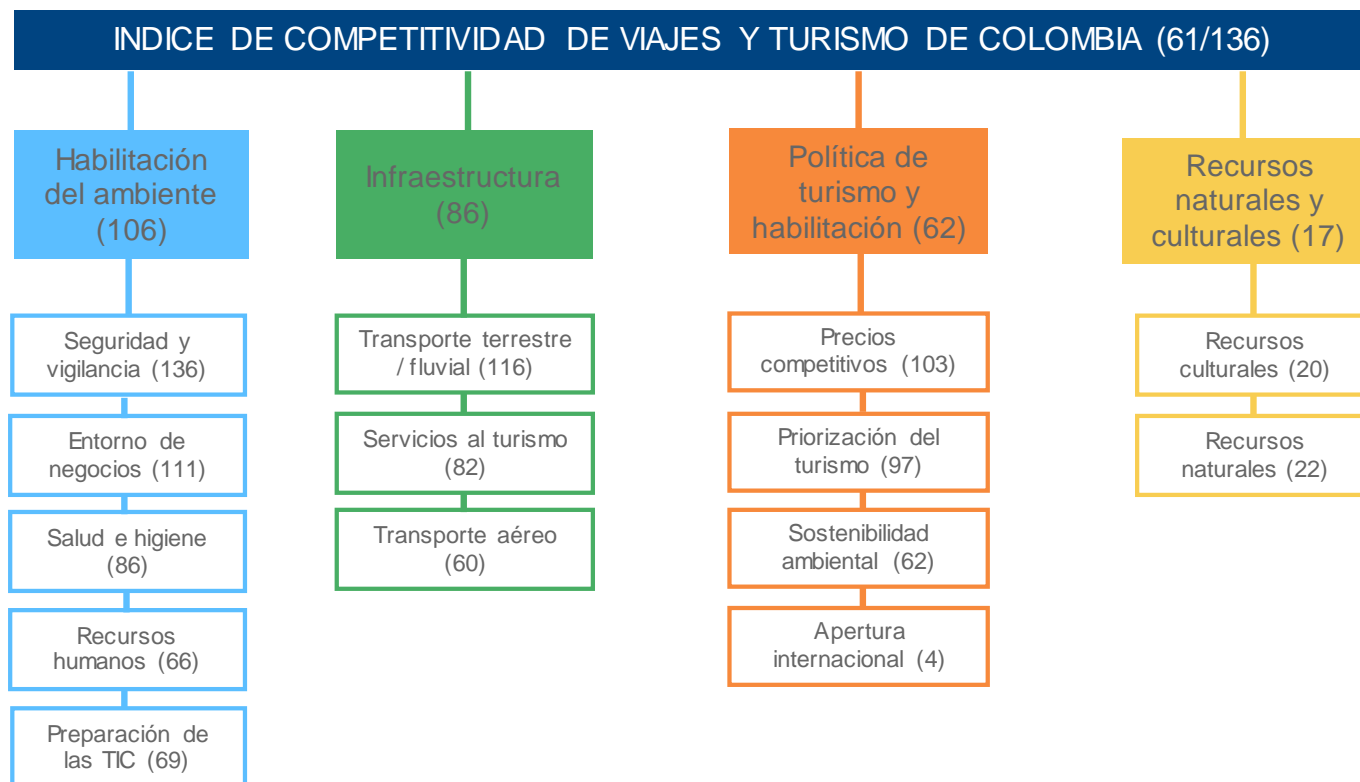 INDICE DE COMPETITIVIDAD DE VIAJES Y TURISMO DE COLOMBIA (61/136)
Habilitación
del ambiente
(106)
Seguridad y
vigilancia (136)
Entorno de
negocios (111)
Salud e higiene
(86)
Recursos
humanos (66)
Preparación de
las TIC (69)
Infraestructura
(86)
Transporte terrestre
/ fluvial (116)
Servicios al turismo
(82)
Transporte aéreo
(60)
Política de
turismo y
habilitación (62)
Precios
competitivos (103)
Priorización del
turismo (97)
Sostenibilidad
ambiental (62)
Apertura
internacional (4)
Recursos
naturales y
culturales (17)
Recursos
culturales (20)
Recursos
naturales (22)